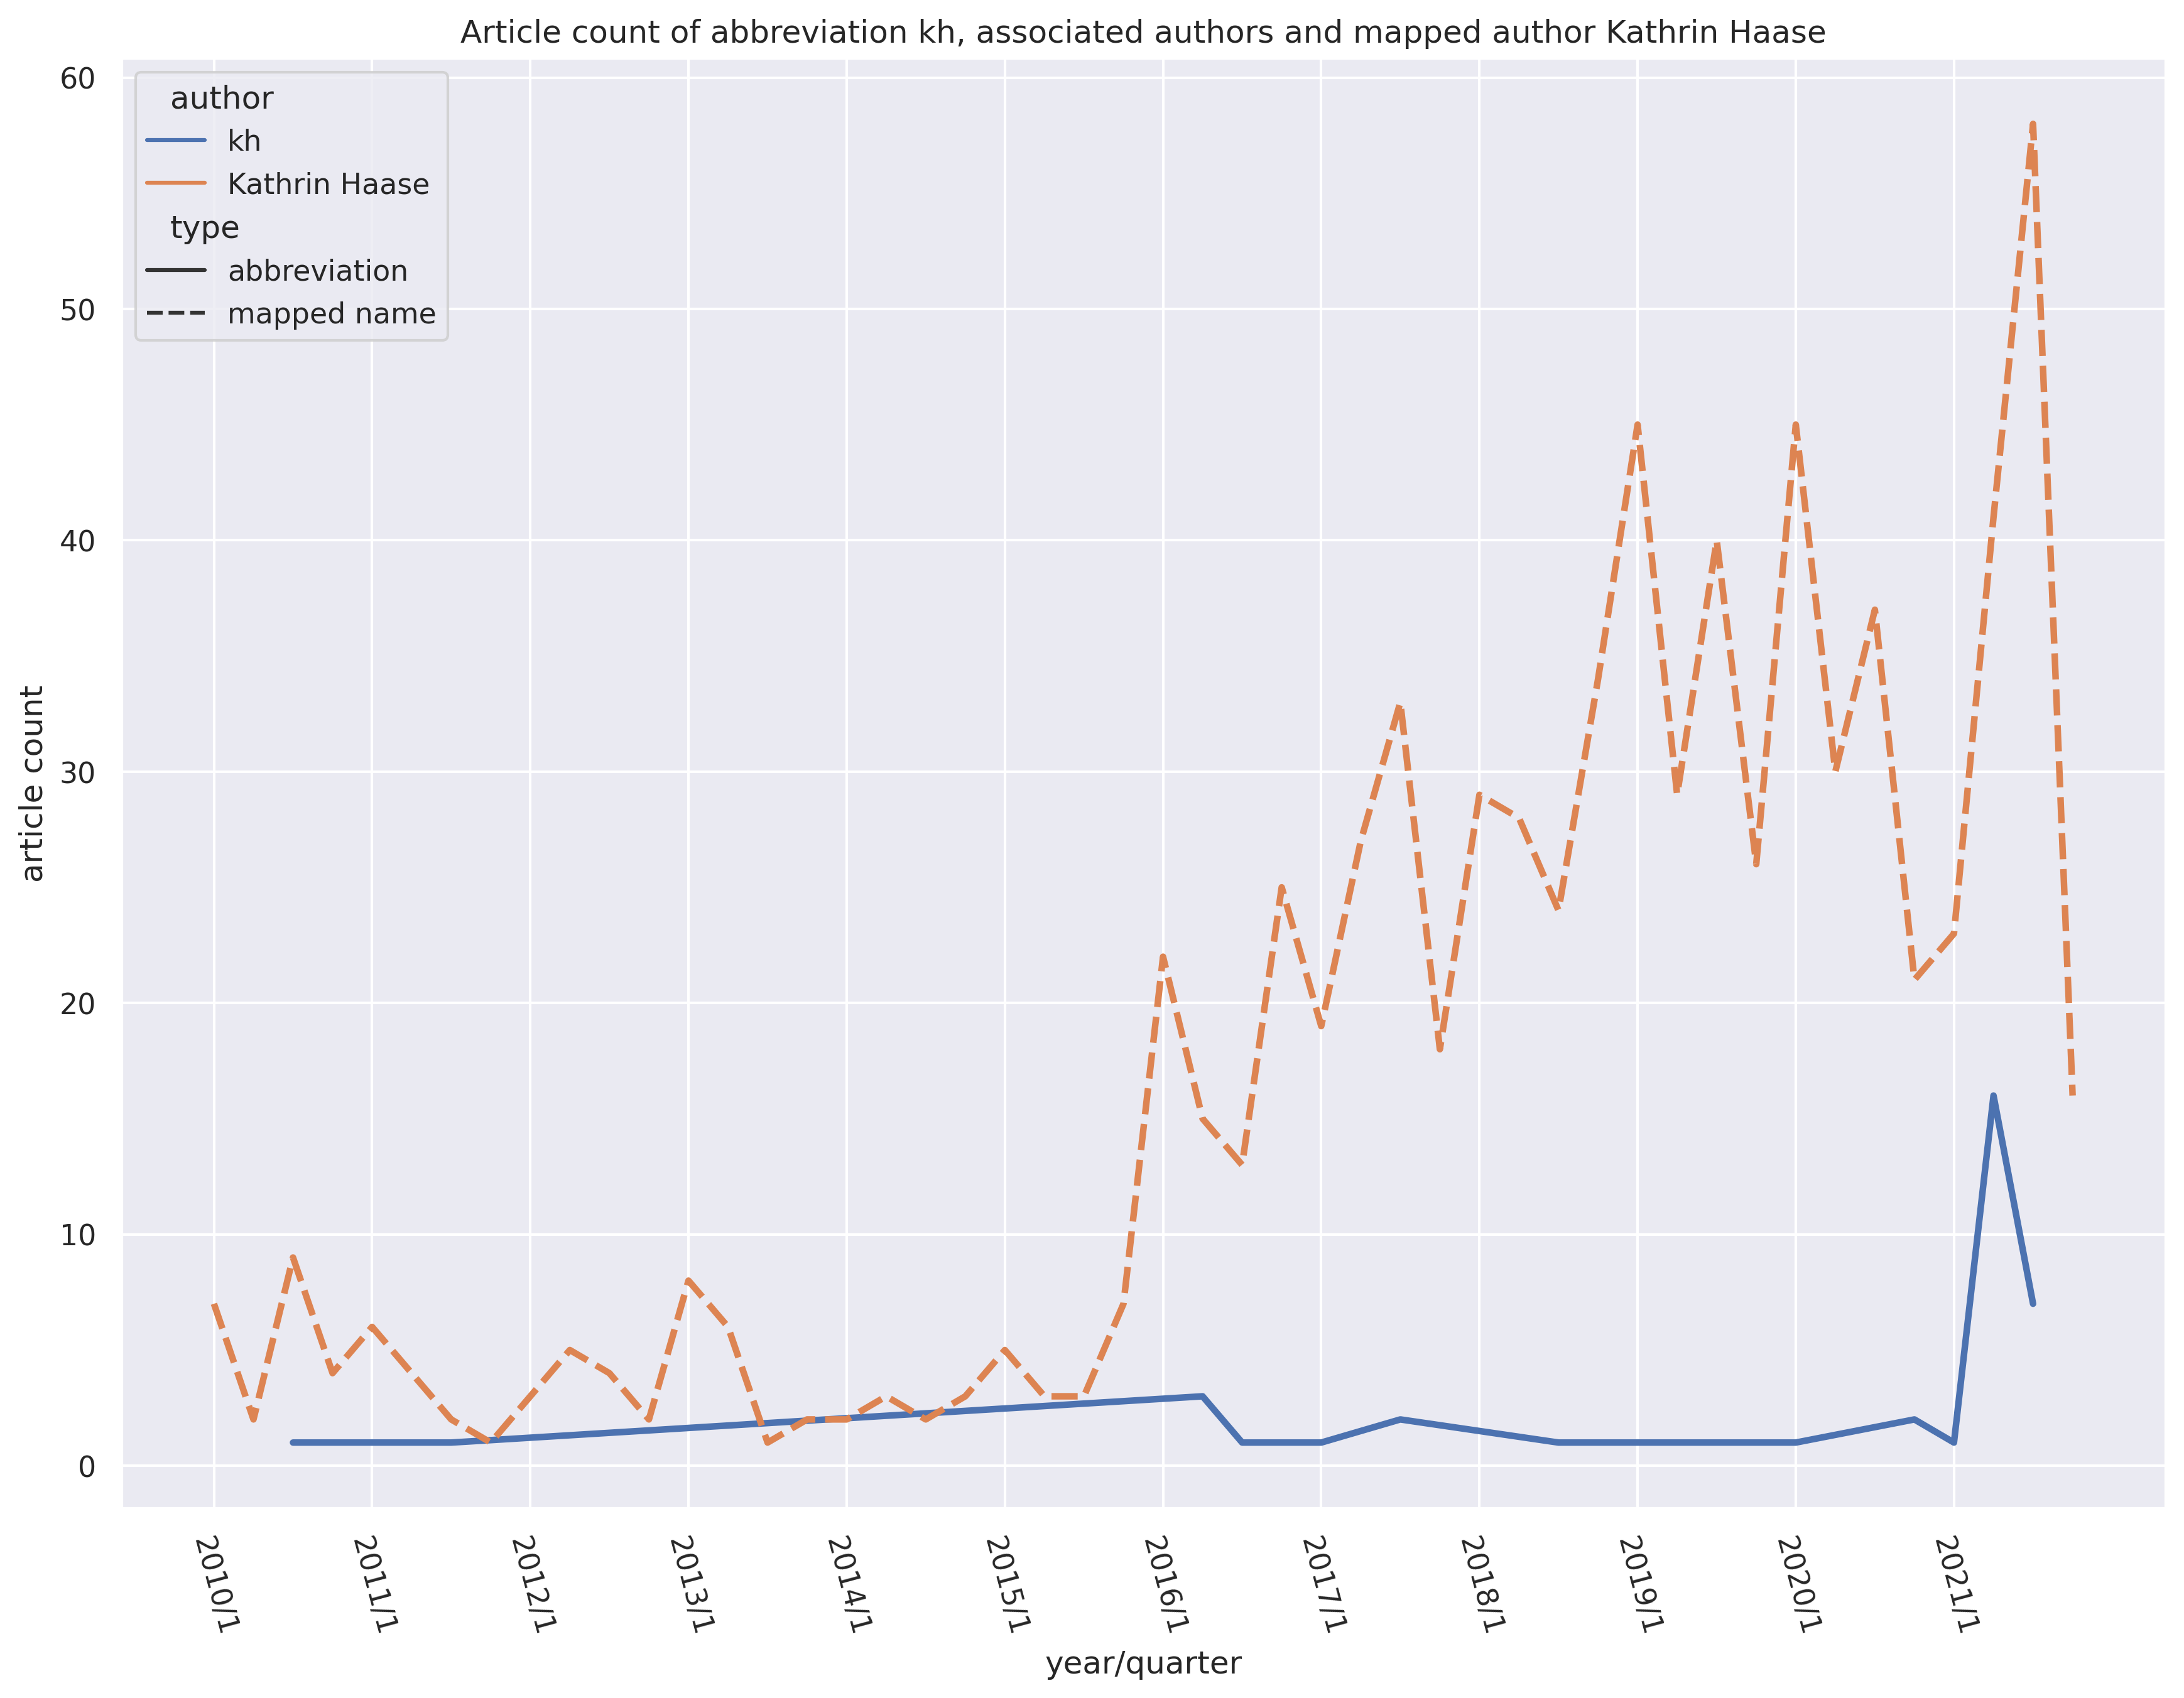 Article count of abbreviation kh, associated authors and mapped author Kathrin Haase
author
kh
Kathrin Haase
type
abbreviation
mapped name
60
50
40
30
20
10
0
article count
2010/1
2011/1
2012/1
2013/1
2014/1
2015/1
2016/1
2017/1
2018/1
2019/1
2020/1
2021/1
year/quarter